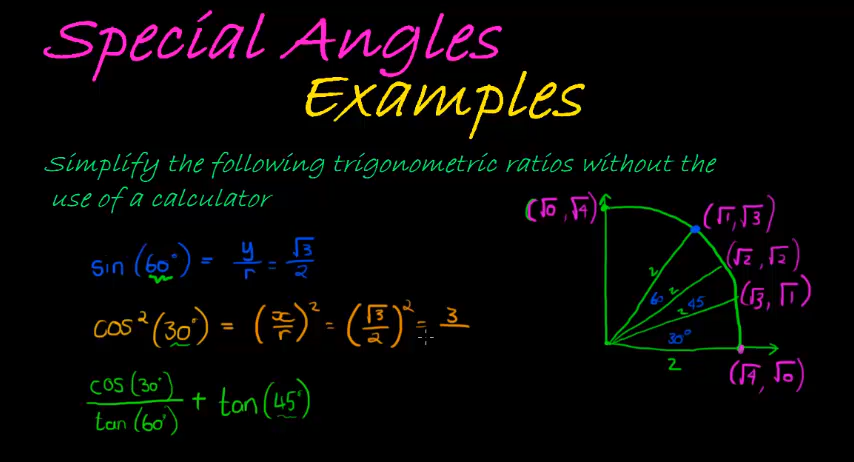 Special Angles
Examples
Simplify the following trigonometric ratios without the
use of a calculator
sin (60°) = y/r = √3/2
cos² (30°) = (x/r)² = (√3/2)² = 3
cos (30°)/tan (60°) + tan (45°)
(√0, √4)
(√1, √3)
(√2, √2)
(√3, √1)
(√4, √0)
2
2
2
60
45
30°
2